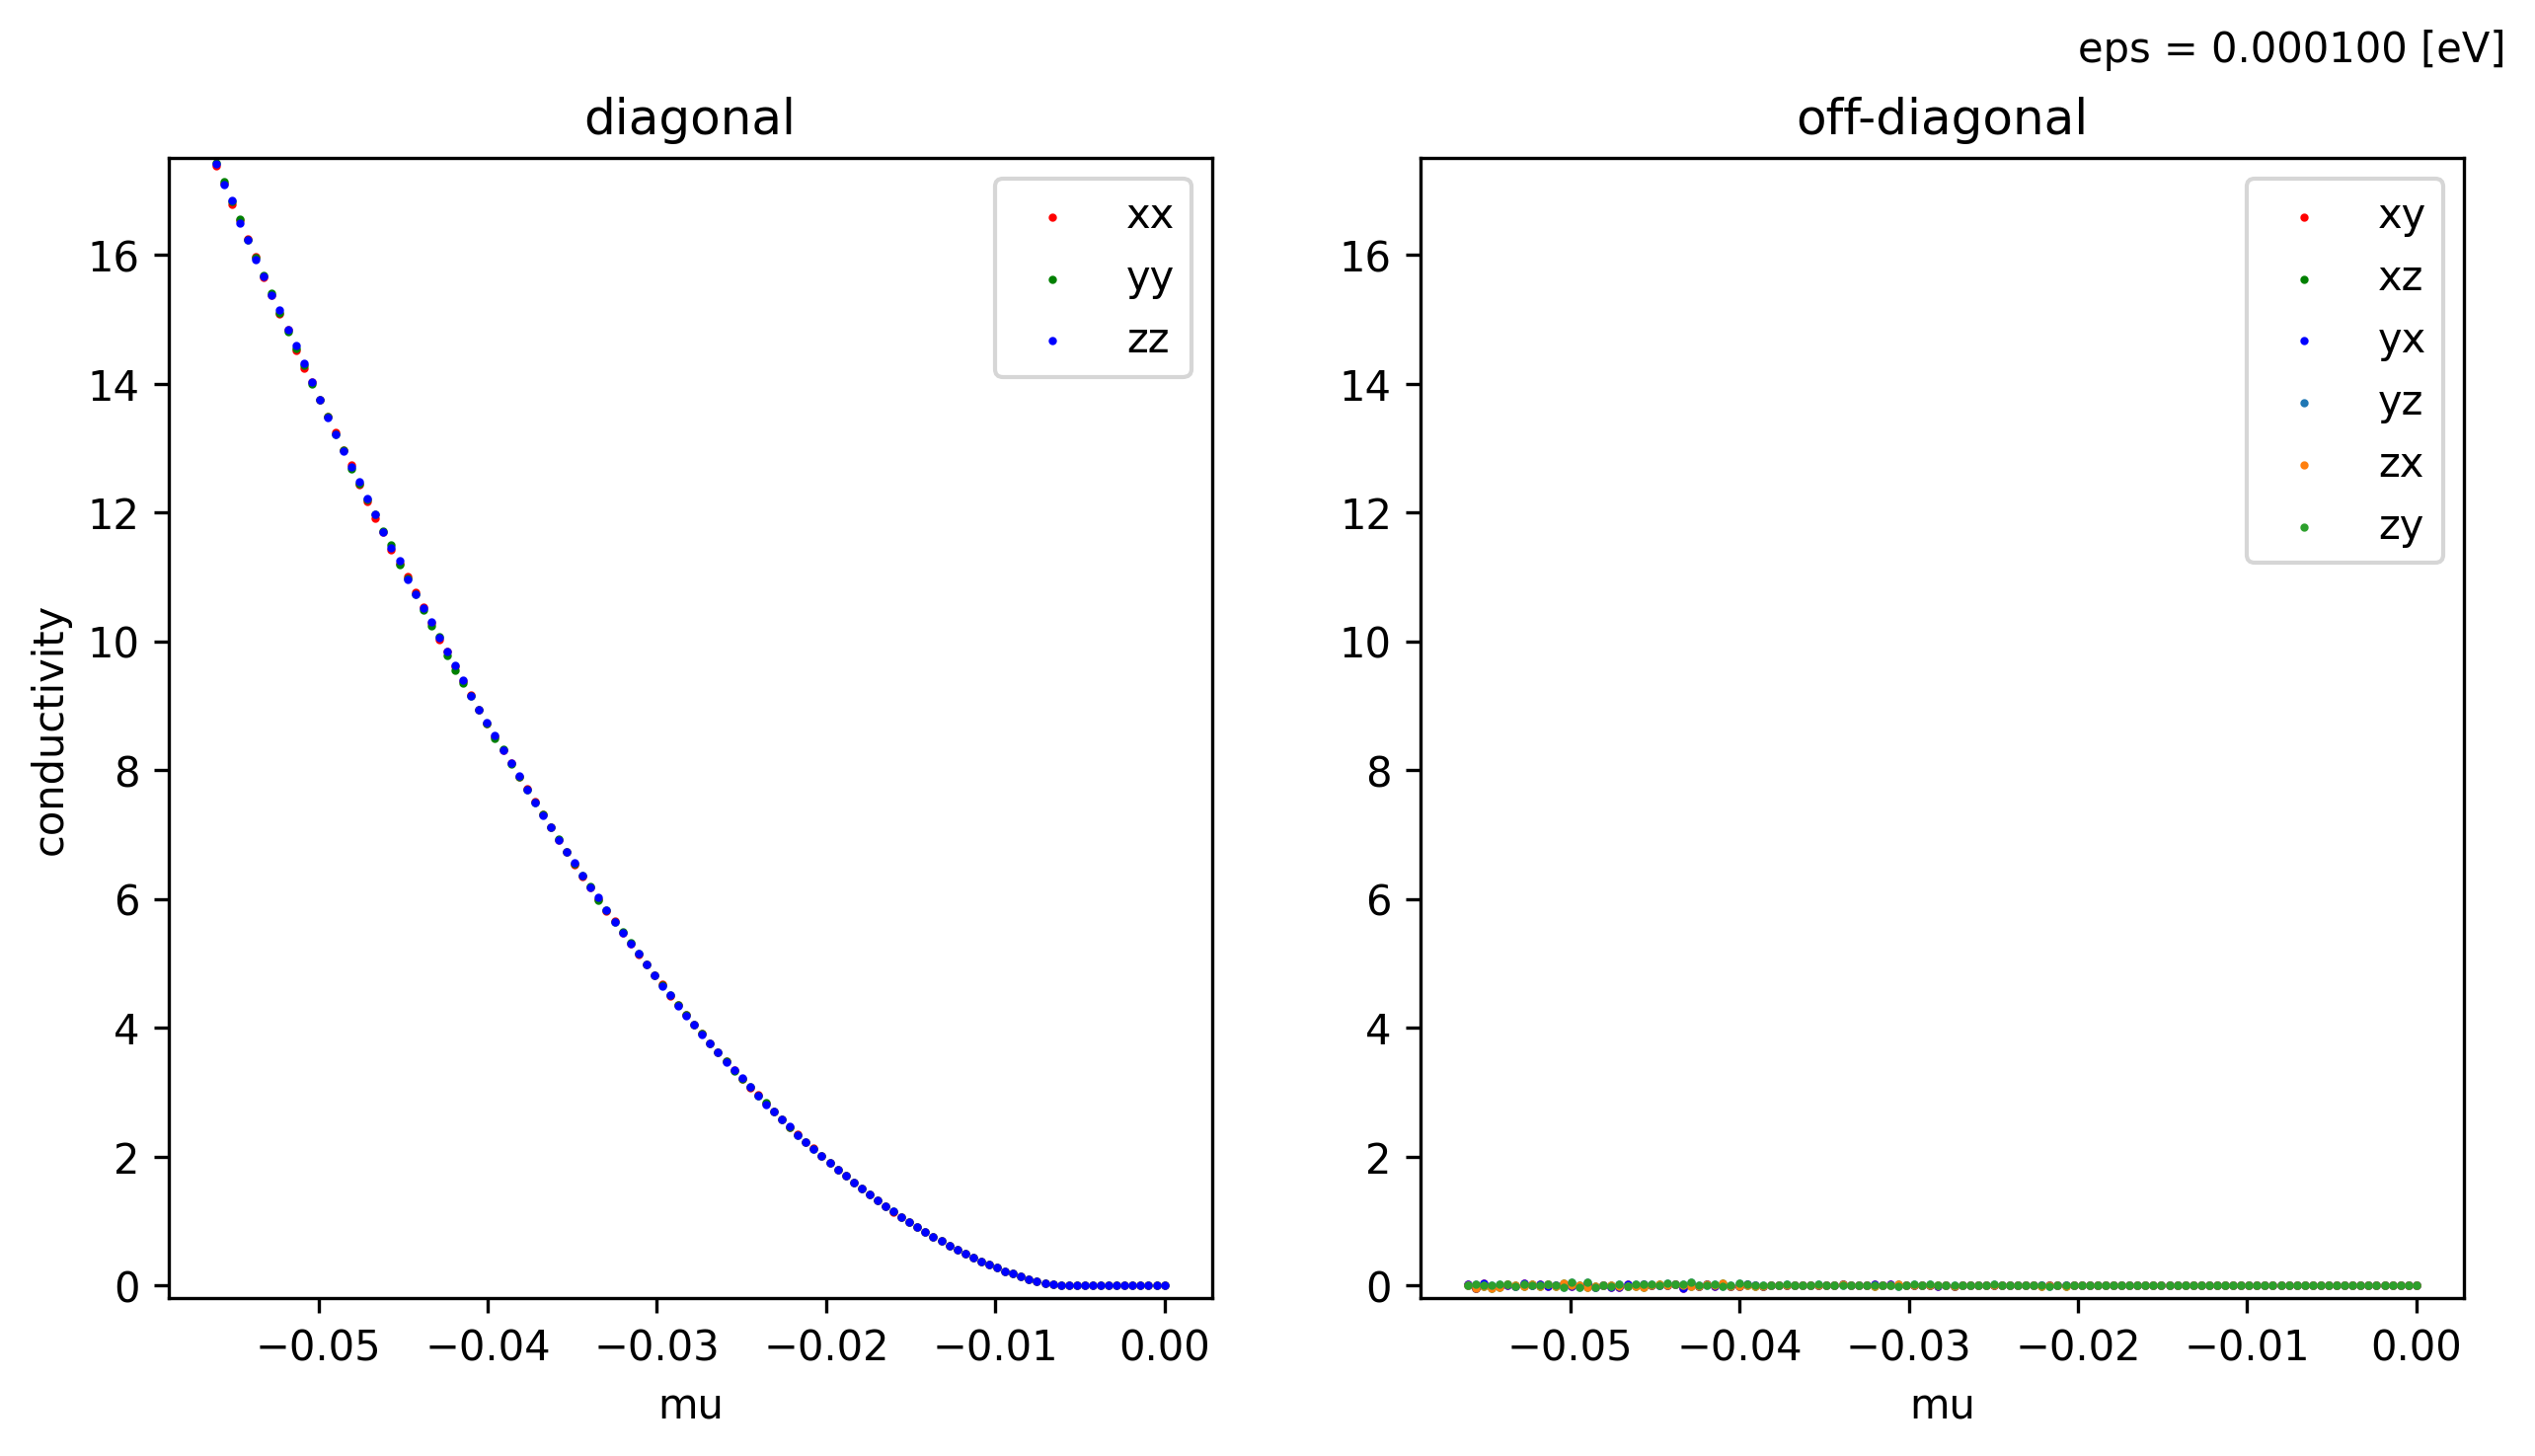 eps = 0.000100 [eV]
diagonal
xx
yy
zz
16
14
12
10
8
6
4
2
0
conductivity
−0.05 −0.04 −0.03 −0.02 −0.01 0.00
mu
off-diagonal
xy
xz
yx
yz
zx
zy
16
14
12
10
8
6
4
2
0
−0.05 −0.04 −0.03 −0.02 −0.01 0.00
mu